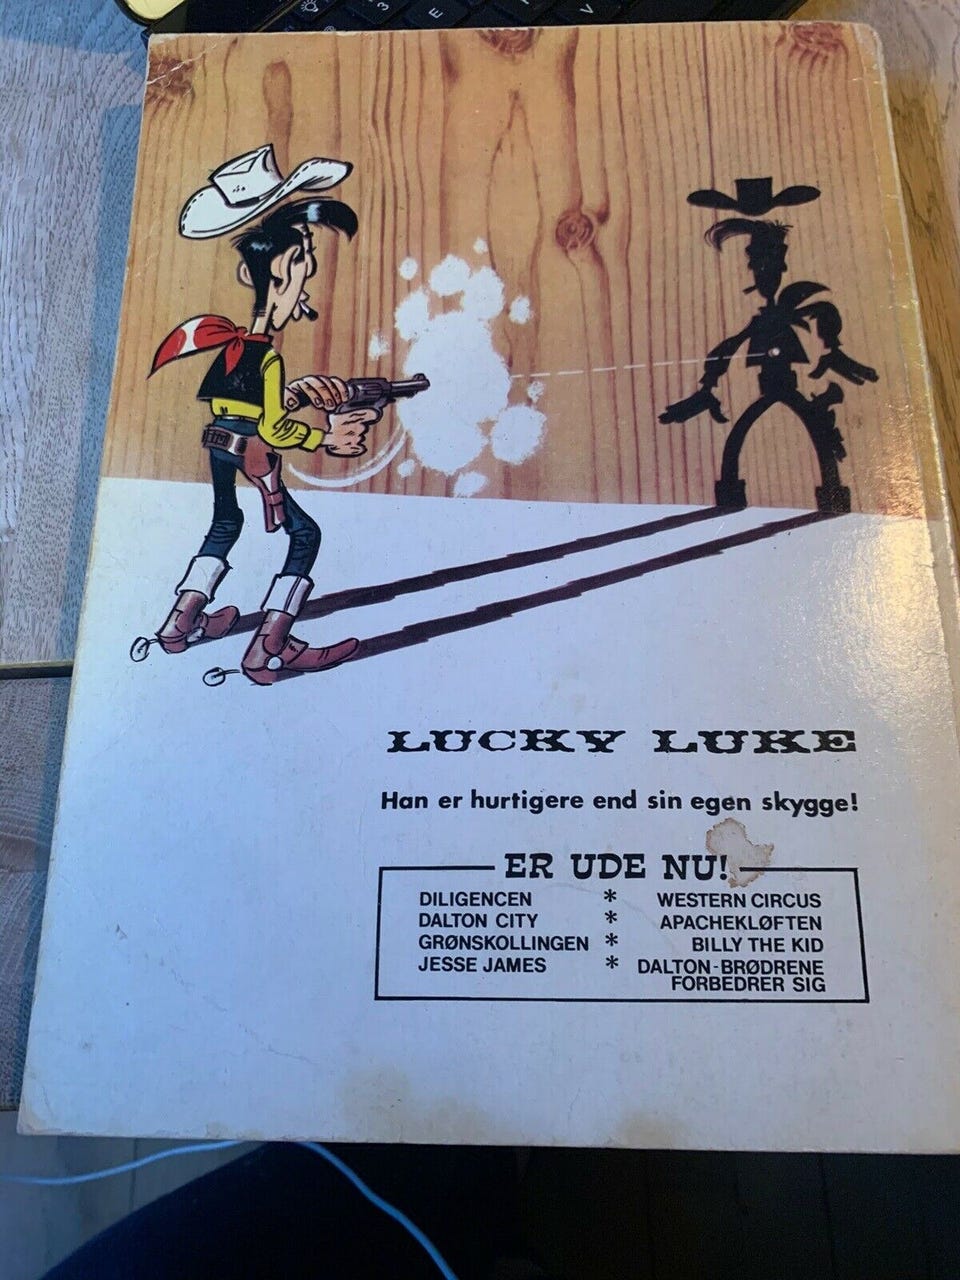 3
E
C
V
LUCKY LUKE
Han er hurtigere end sin egen skygge!
ER UDE NU!
DILIGENCEN * WESTERN CIRCUS
DALTON CITY * APACHEKLØFTEN
GRØNSKOLLINGEN * BILLY THE KID
JESSE JAMES * DALTON-BRØDRENE
FORBEDRER SIG